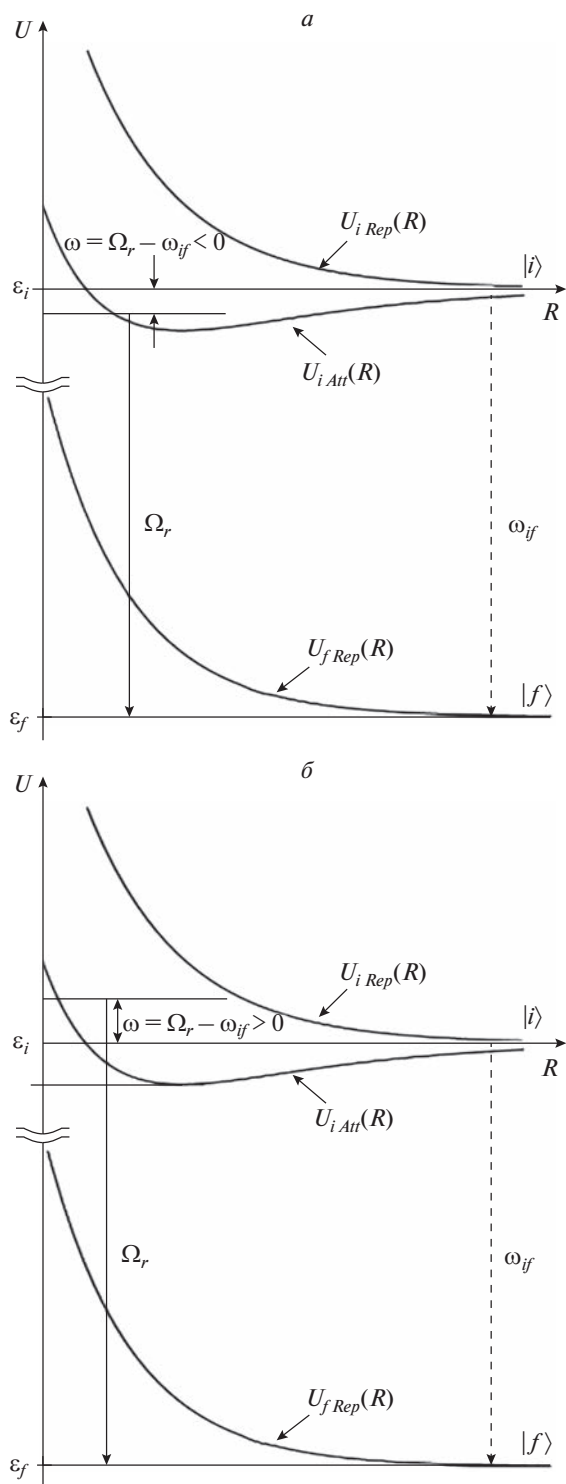 а
U
U_{i Rep}(R)
ω = Ω_r − ω_{if} < 0
|i⟩
ε_i
R
U_{i Att}(R)
Ω_r
ω_{if}
U_{f Rep}(R)
|f⟩
ε_f
б
U
U_{i Rep}(R)
ω = Ω_r − ω_{if} > 0
|i⟩
ε_i
R
U_{i Att}(R)
Ω_r
ω_{if}
U_{f Rep}(R)
|f⟩
ε_f